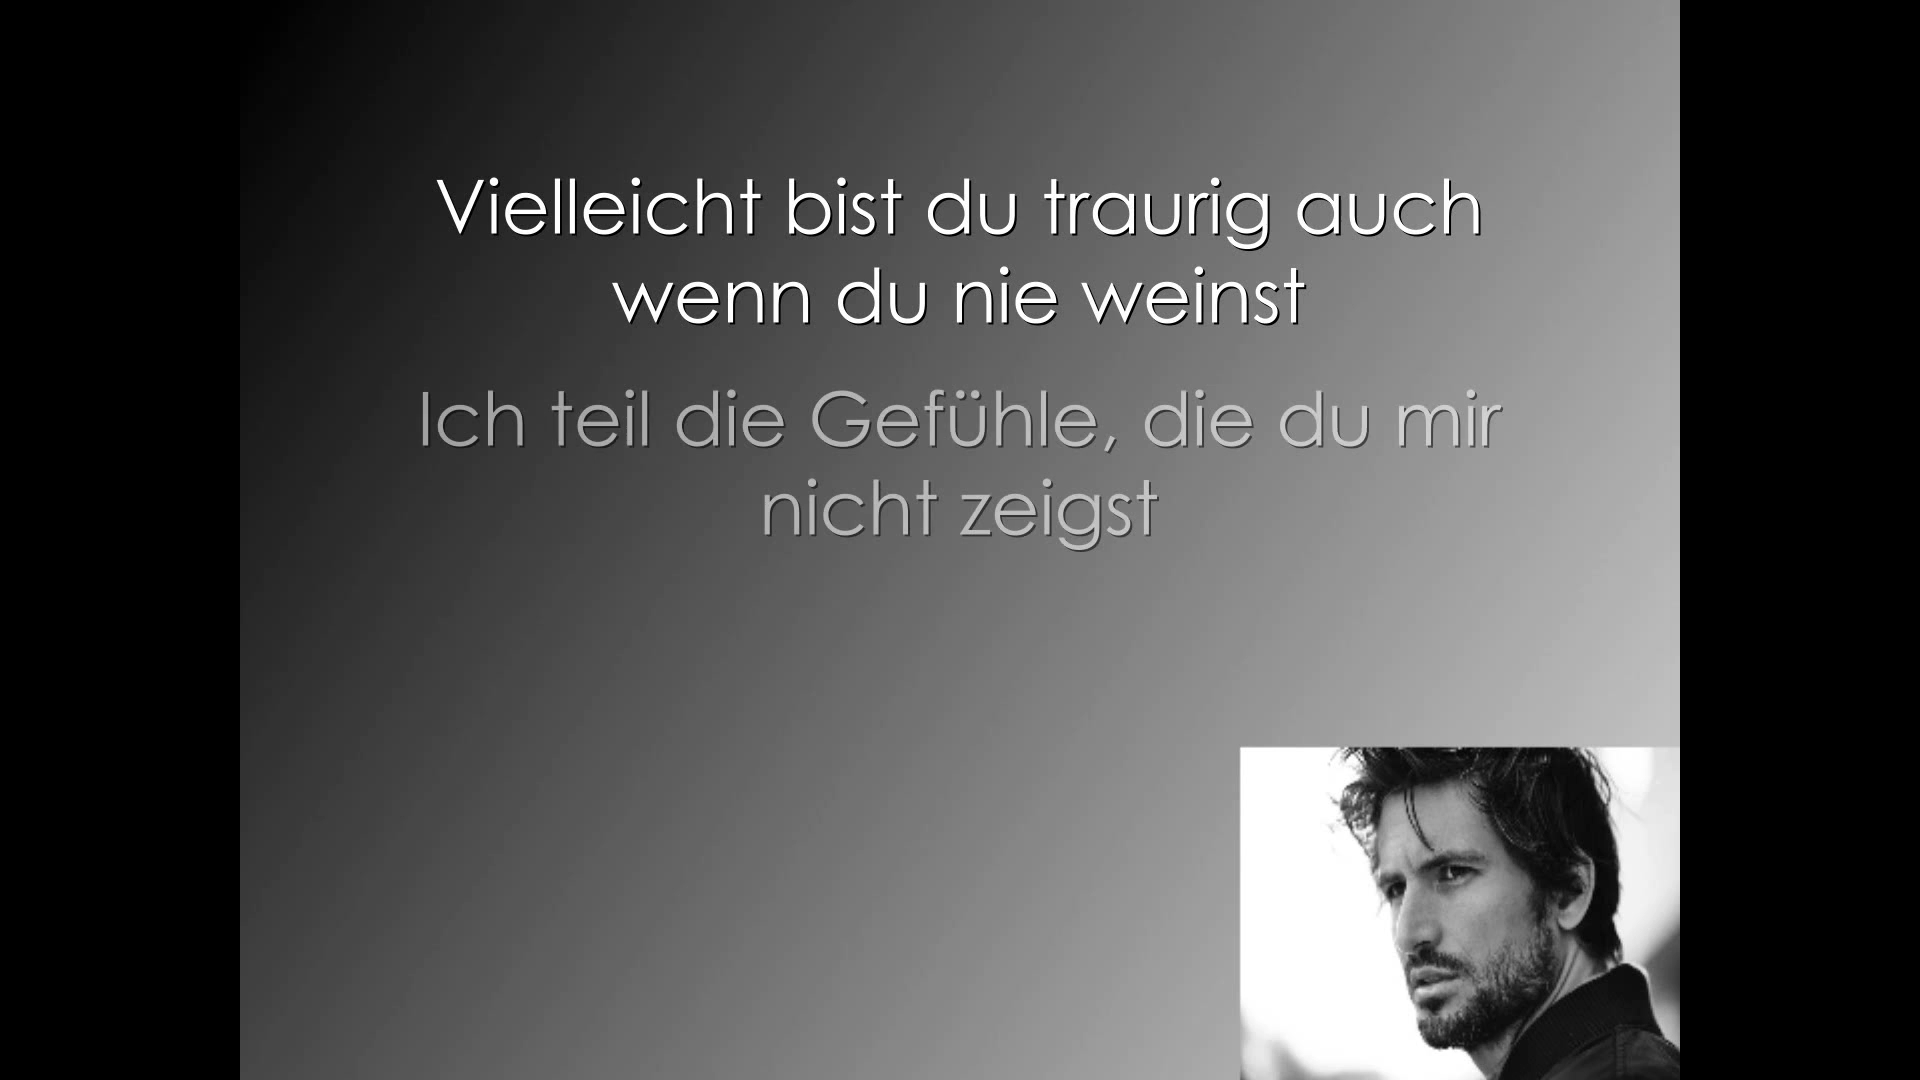 Vielleicht bist du traurig auch
wenn du nie weinst
Ich teil die Gefühle, die du mir
nicht zeigst